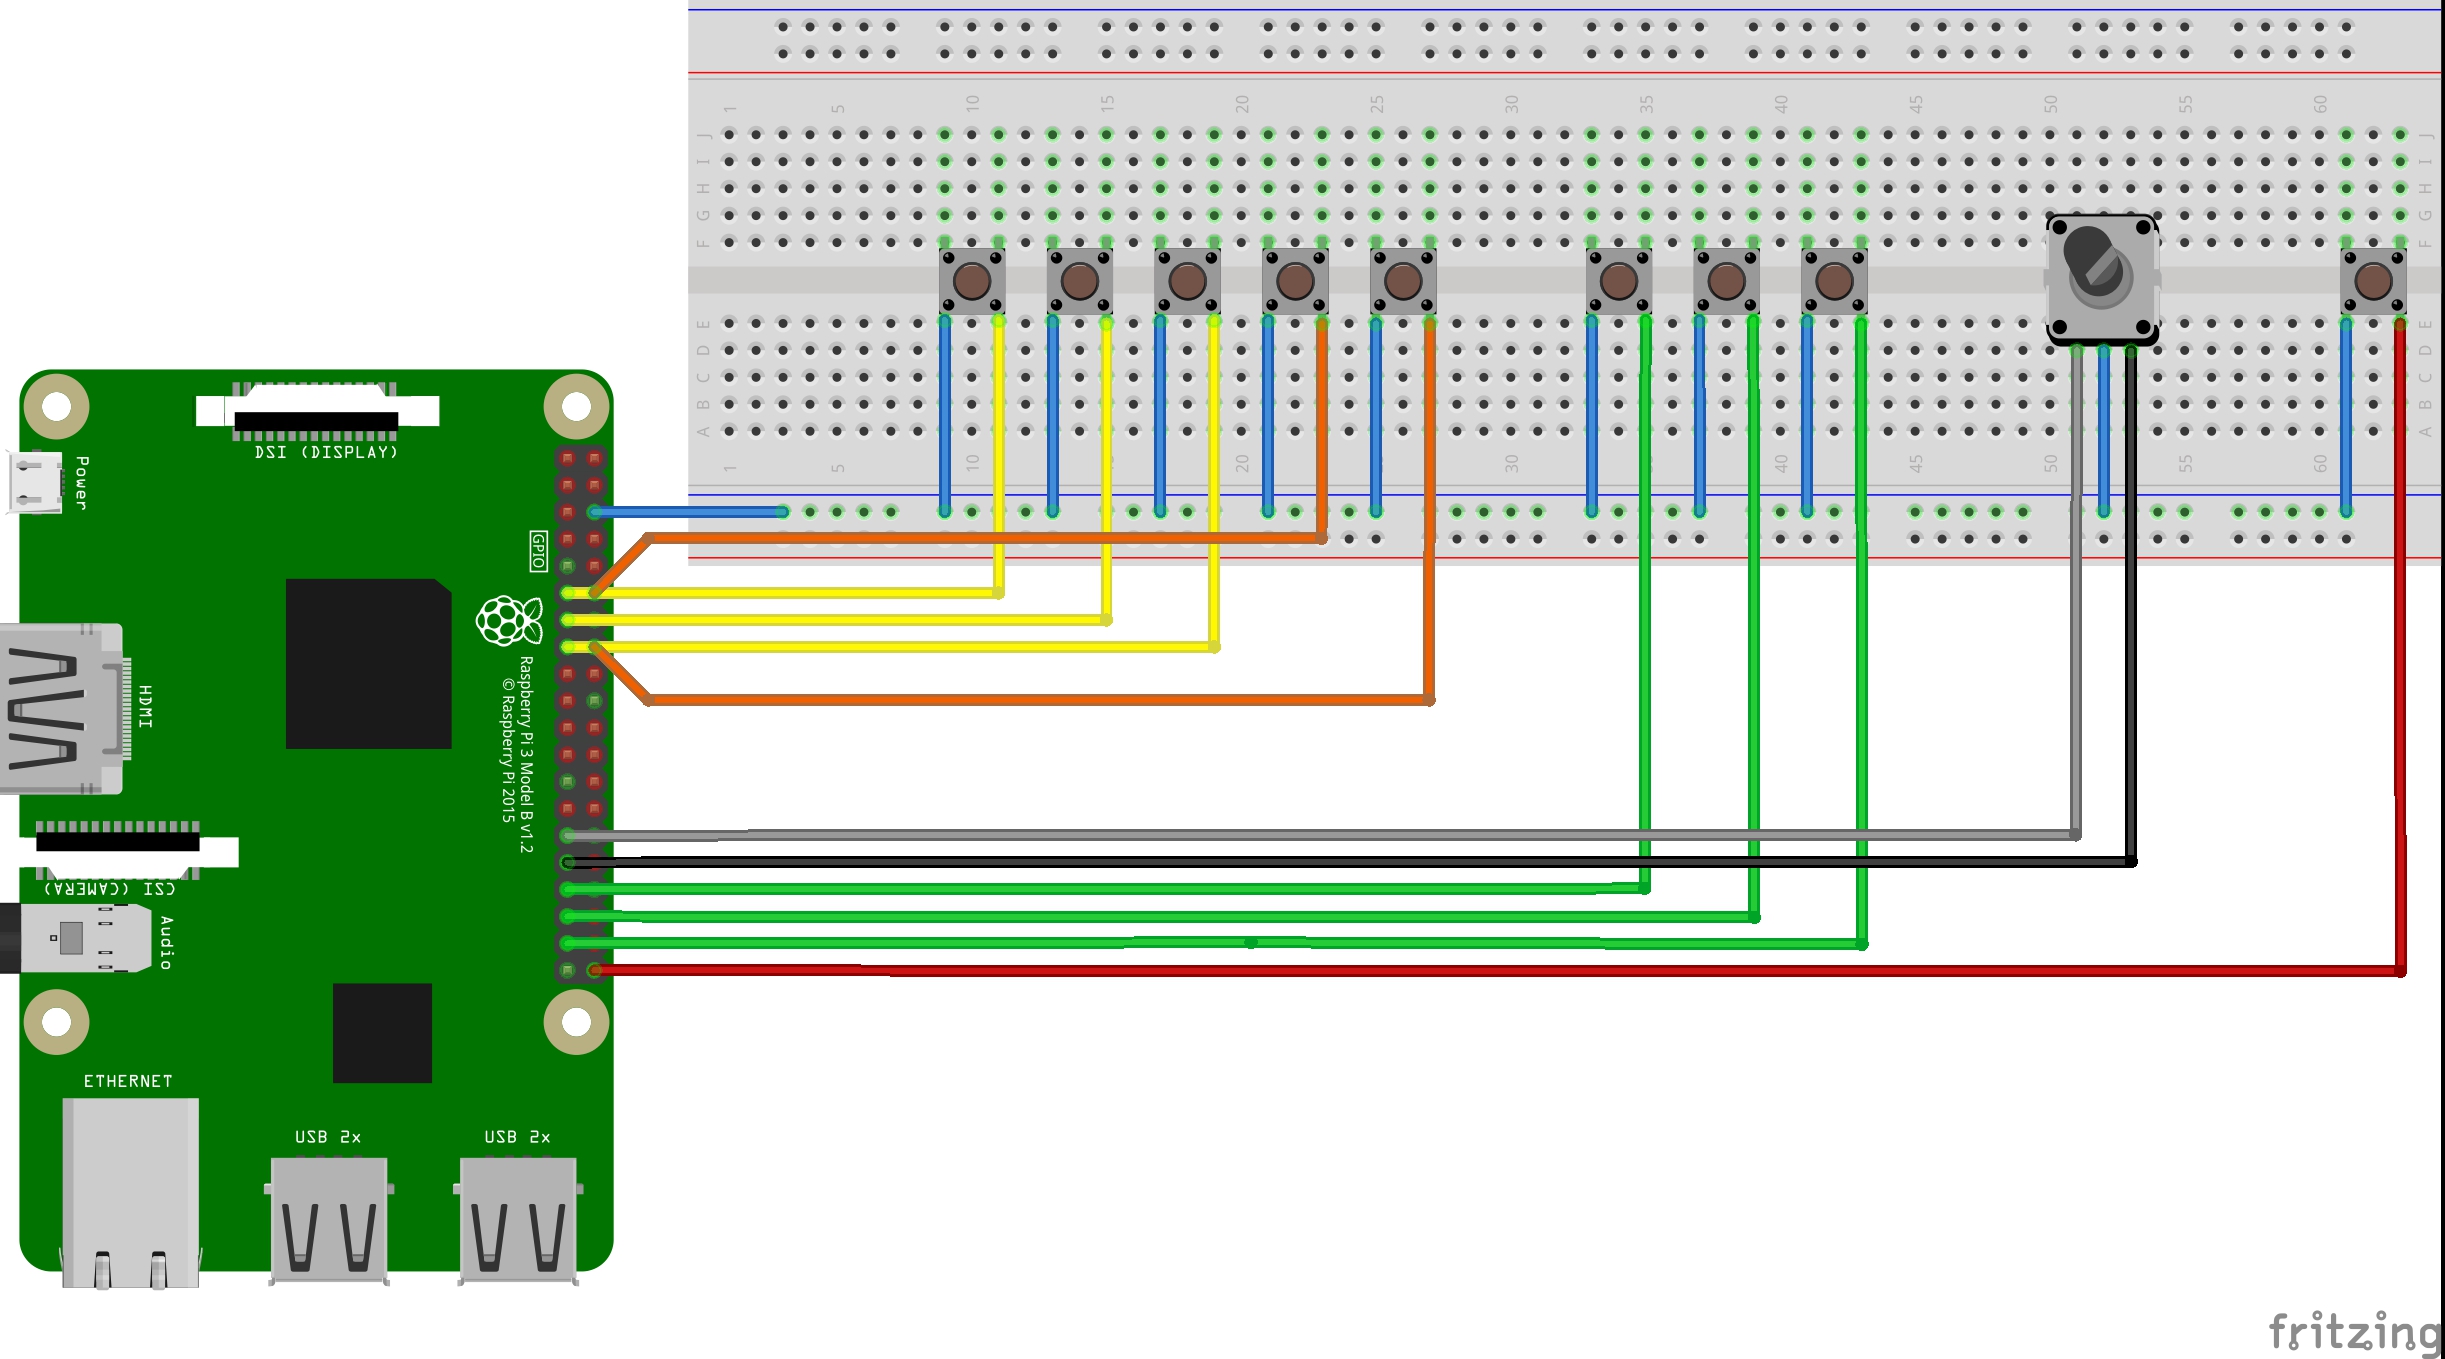 1 5 10 15 20 25 30 35 40 45 50 55 60
J J
I I
H H
G G
F F
E E
D D
C C
B B
A A
1 5 10 20 30 40 45 50 55 60
DSI (DISPLAY)
Power
GPIO
Raspberry Pi 3 Model B v1.2
© Raspberry Pi 2015
HDMI
CSI (CAMERA)
Audio
ETHERNET
USB 2x
USB 2x
fritzing